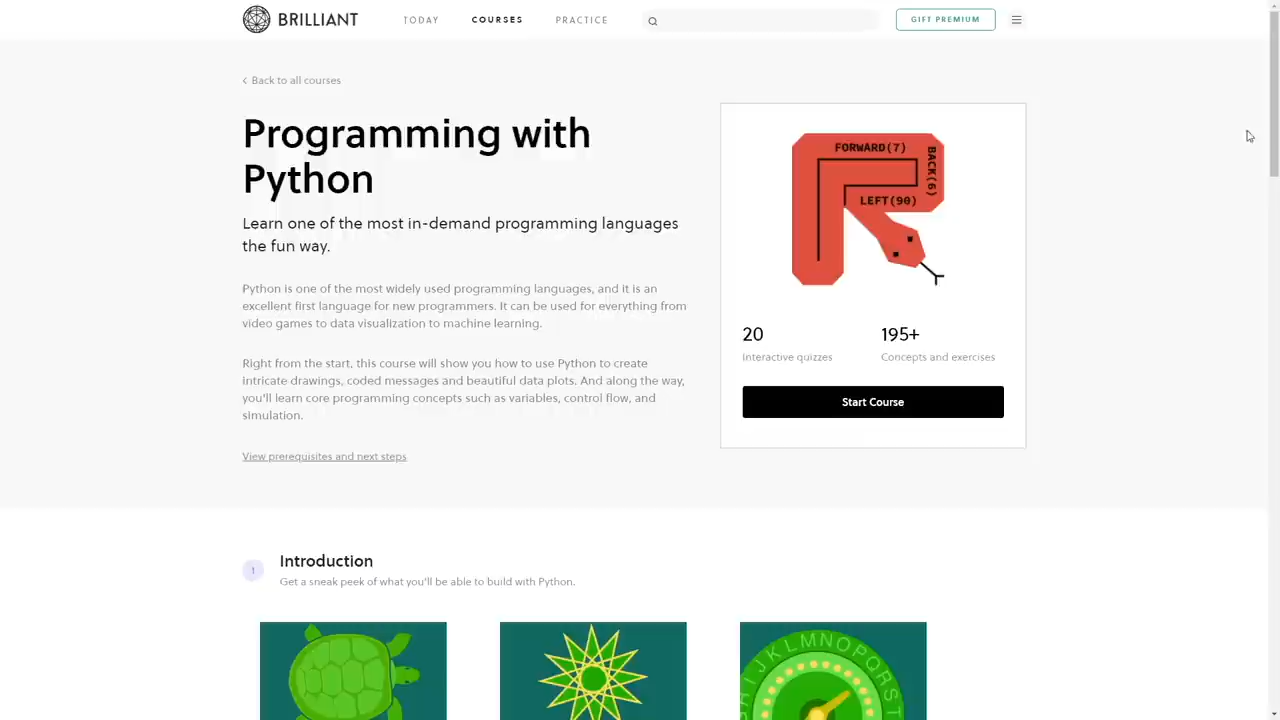 BRILLIANT
TODAY
COURSES
PRACTICE
GIFT PREMIUM
Back to all courses
Programming with
Python
Learn one of the most in-demand programming languages
the fun way.
Python is one of the most widely used programming languages, and it is an
excellent first language for new programmers. It can be used for everything from
video games to data visualization to machine learning.
Right from the start, this course will show you how to use Python to create
intricate drawings, coded messages and beautiful data plots. And along the way,
you'll learn core programming concepts such as variables, control flow, and
simulation.
View prerequisites and next steps
FORWARD(7)
BACK(6)
LEFT(90)
20
Interactive quizzes
195+
Concepts and exercises
Start Course
1
Introduction
Get a sneak peek of what you'll be able to build with Python.
H I J K L M N O P Q R S T